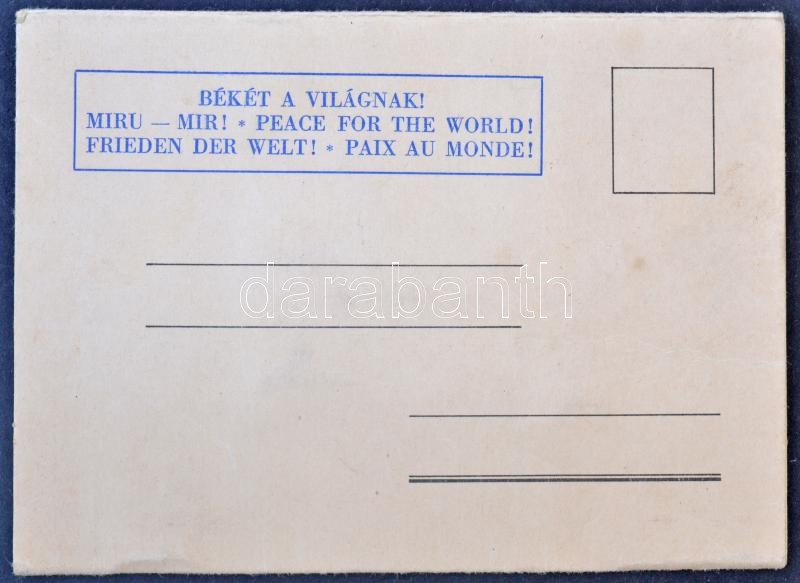 BÉKÉT A VILÁGNAK!
MIRU — MIR! * PEACE FOR THE WORLD!
FRIEDEN DER WELT! * PAIX AU MONDE!
darabanth